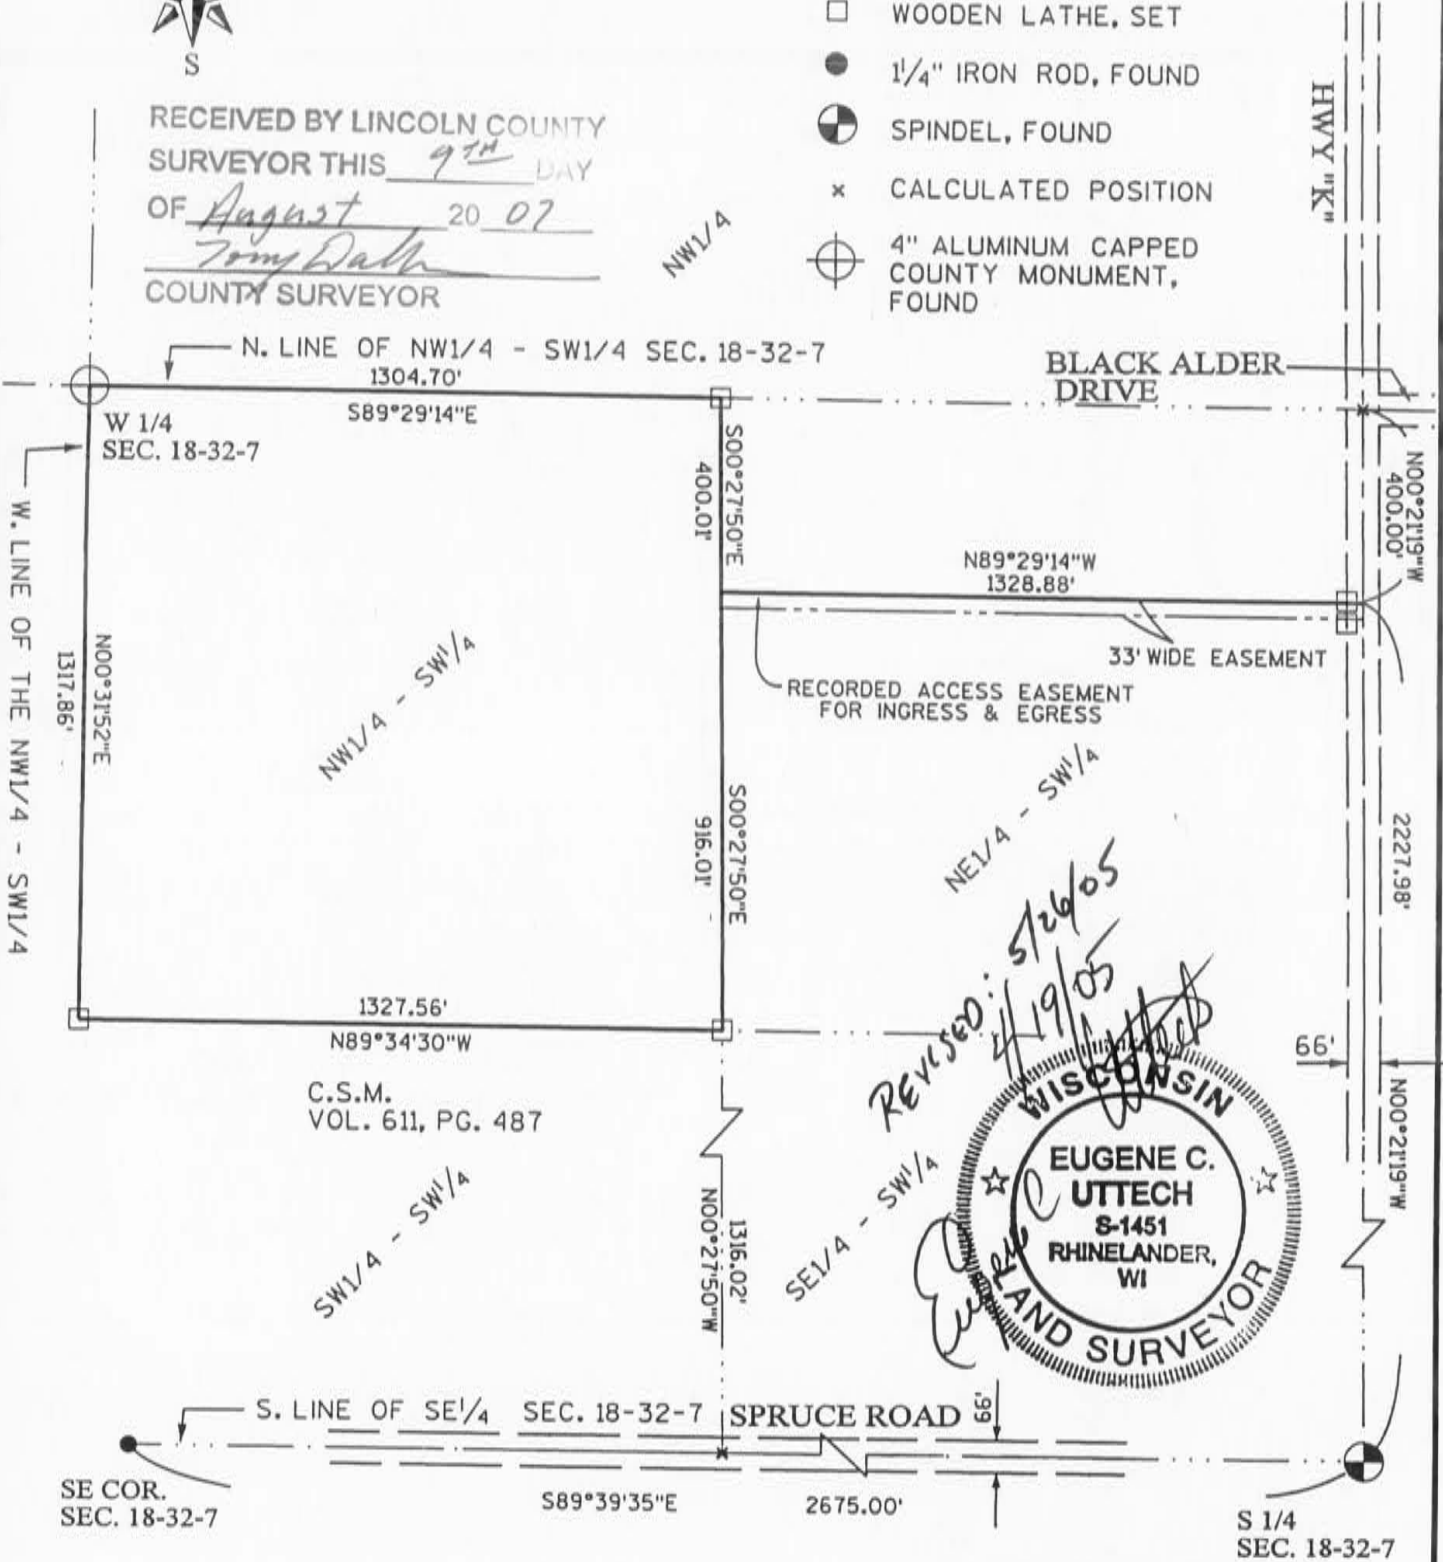 S
WOODEN LATHE, SET
1 1/4" IRON ROD, FOUND
SPINDEL, FOUND
CALCULATED POSITION
4" ALUMINUM CAPPED
COUNTY MONUMENT,
FOUND
HWY "K"
RECEIVED BY LINCOLN COUNTY
SURVEYOR THIS 9TH DAY
OF August 20 07
COUNTY SURVEYOR
NW1/4
N. LINE OF NW1/4 - SW1/4 SEC. 18-32-7
1304.70'
S89°29'14"E
BLACK ALDER
DRIVE
W 1/4
SEC. 18-32-7
W. LINE OF THE NW1/4 - SW1/4
N00°31'52"E
1317.86'
S00°27'50"E
400.01'
N00°21'19"W
400.00'
N89°29'14"W
1328.88'
33' WIDE EASEMENT
RECORDED ACCESS EASEMENT
FOR INGRESS & EGRESS
NW1/4 - SW1/4
S00°27'50"E
916.01'
NE1/4 - SW1/4
2227.98'
1327.56'
N89°34'30"W
C.S.M.
VOL. 611, PG. 487
REVISED: 5/26/05
4/19/05
66'
N00°21'19"W
WISCONSIN
EUGENE C.
UTTECH
S-1451
RHINELANDER,
WI
LAND SURVEYOR
SW1/4 - SW1/4
1316.02'
N00°27'50"W
SE1/4 - SW1/4
S. LINE OF SE1/4 SEC. 18-32-7
SPRUCE ROAD
66'
SE COR.
SEC. 18-32-7
S89°39'35"E 2675.00'
S 1/4
SEC. 18-32-7